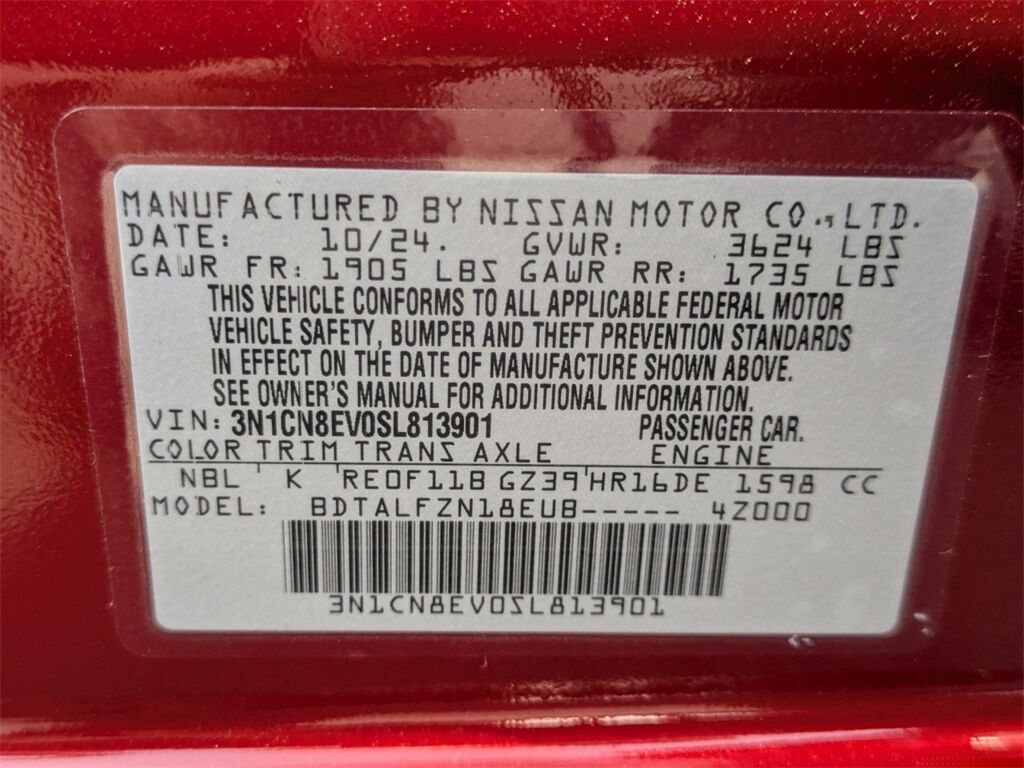 MANUFACTURED BY NISSAN MOTOR CO., LTD.
DATE: 10/24. GVWR: 3624 LBS
GAWR FR: 1905 LBS GAWR RR: 1735 LBS
THIS VEHICLE CONFORMS TO ALL APPLICABLE FEDERAL MOTOR
VEHICLE SAFETY, BUMPER AND THEFT PREVENTION STANDARDS
IN EFFECT ON THE DATE OF MANUFACTURE SHOWN ABOVE.
SEE OWNER'S MANUAL FOR ADDITIONAL INFORMATION.
VIN: 3N1CN8EV0SL813901 PASSENGER CAR.
COLOR TRIM TRANS AXLE ENGINE
NBL K RE0F11B GZ39 HR16DE 1598 CC
MODEL: BDTALFZN18EUB----- 4Z000
3N1CN8EV0SL813901